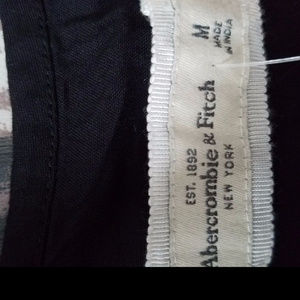 EST. 1892
Abercrombie & Fitch
NEW YORK
M
MADE
IN INDIA